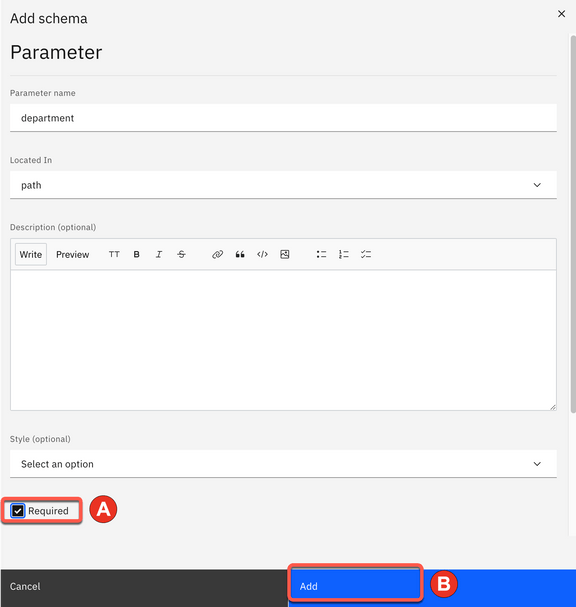 Add schema
Parameter
Parameter name
department
Located In
path
Description (optional)
Write Preview TT B I S
Style (optional)
Select an option
Required A
Cancel Add B